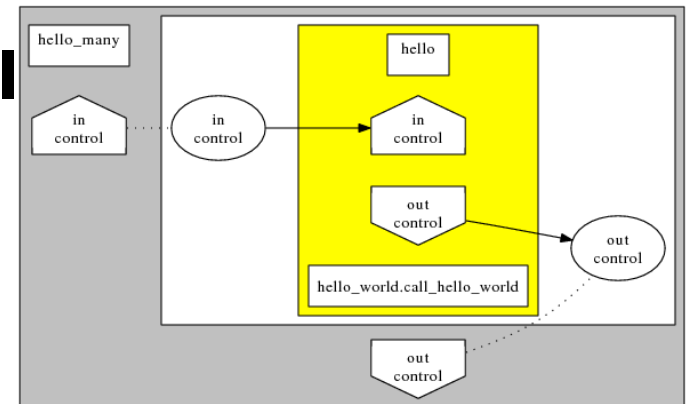 hello_many
hello
in
control
in
control
in
control
out
control
out
control
hello_world.call_hello_world
out
control